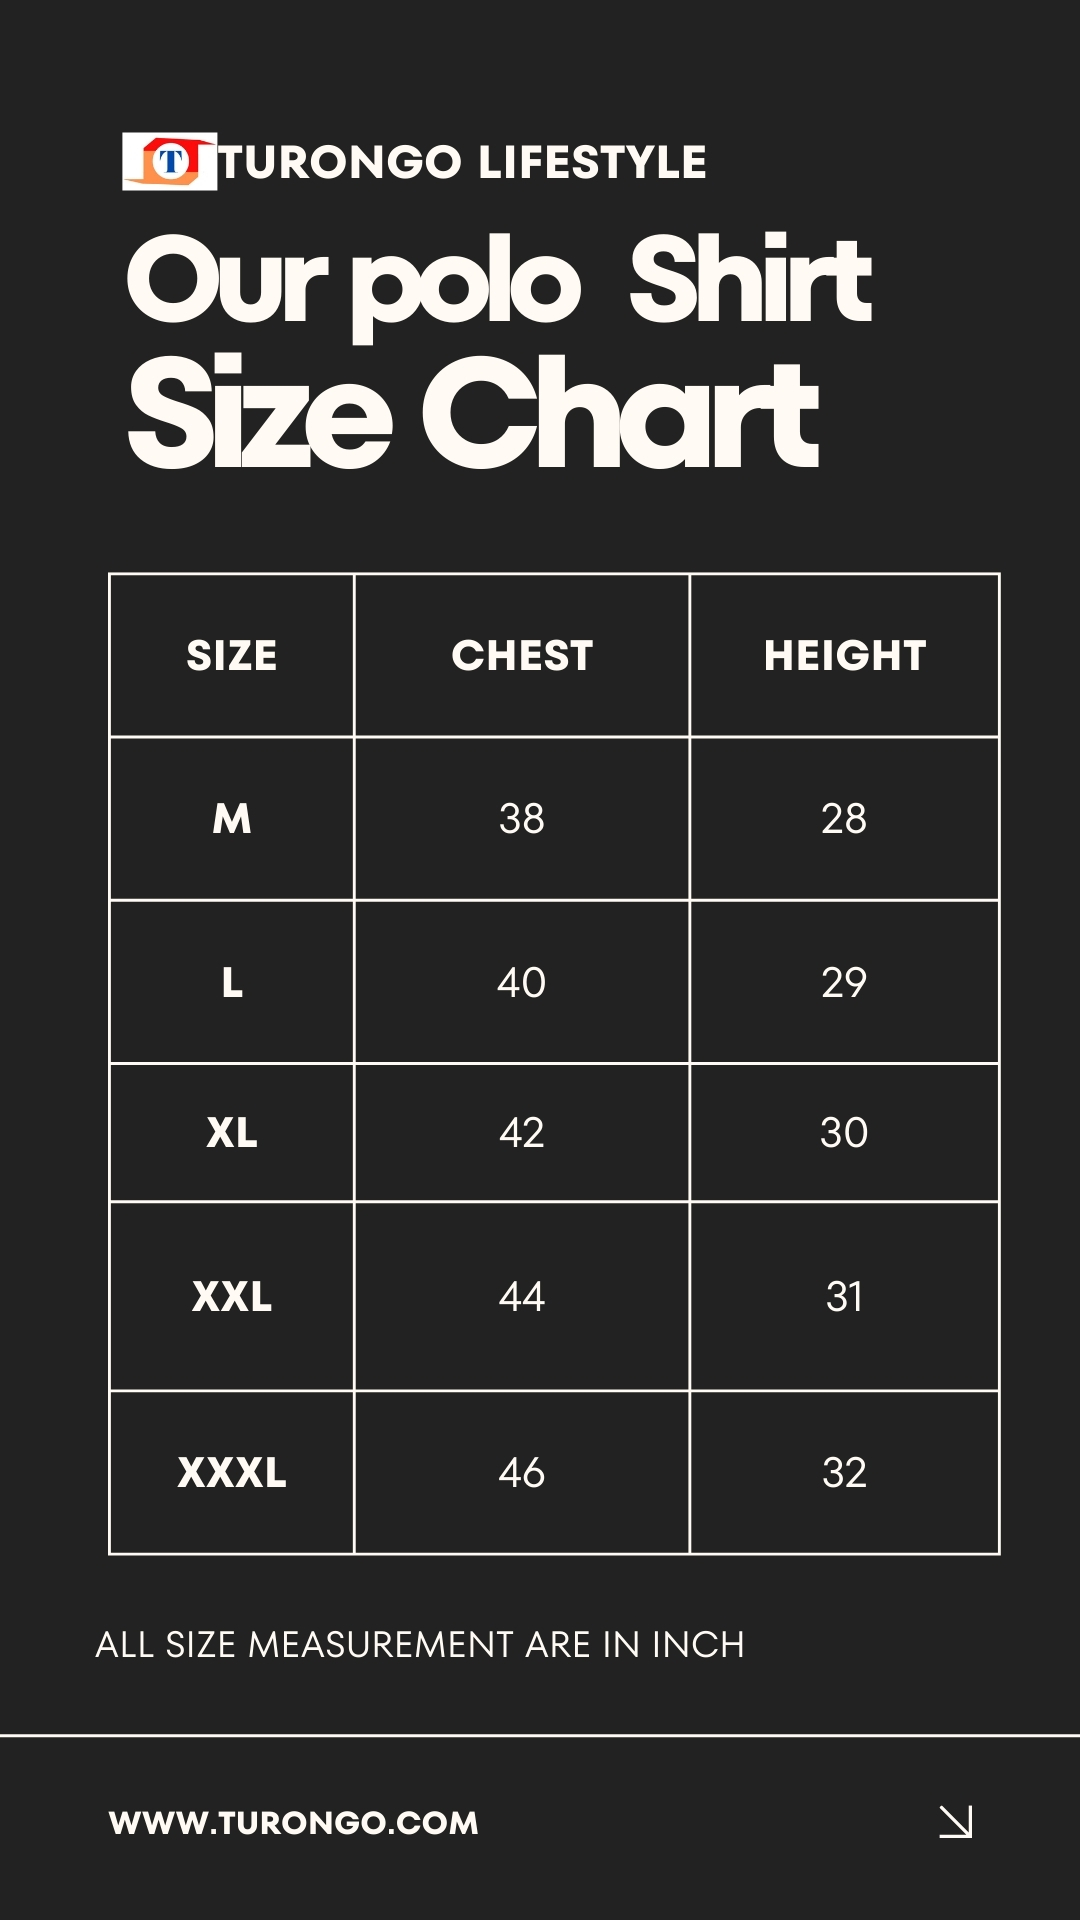 T TURONGO LIFESTYLE
Our polo Shirt
Size Chart
SIZE CHEST HEIGHT
M 38 28
L 40 29
XL 42 30
XXL 44 31
XXXL 46 32
ALL SIZE MEASUREMENT ARE IN INCH
WWW.TURONGO.COM